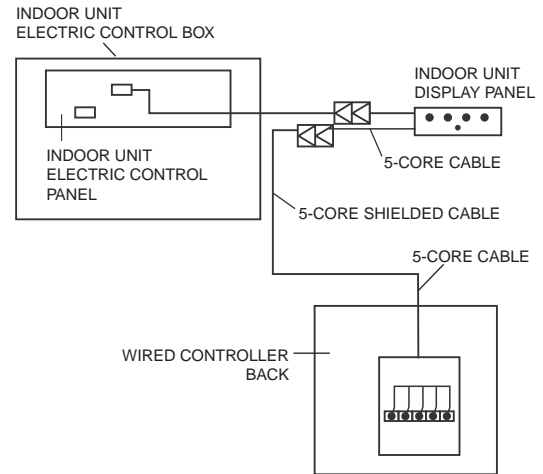 INDOOR UNIT
ELECTRIC CONTROL BOX
INDOOR UNIT
DISPLAY PANEL
INDOOR UNIT
ELECTRIC CONTROL
PANEL
5-CORE CABLE
5-CORE SHIELDED CABLE
5-CORE CABLE
WIRED CONTROLLER
BACK